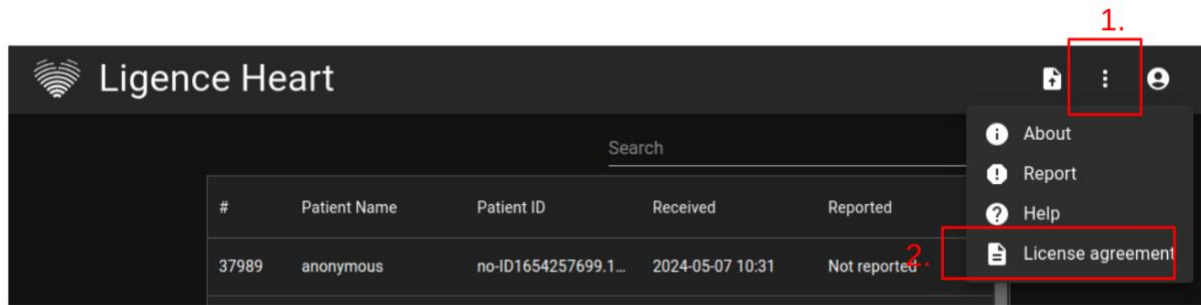 1.
Ligence Heart
Search
About
Report
Help
License agreement
2.
# Patient Name Patient ID Received Reported
37989 anonymous no-ID1654257699.1... 2024-05-07 10:31 Not reported